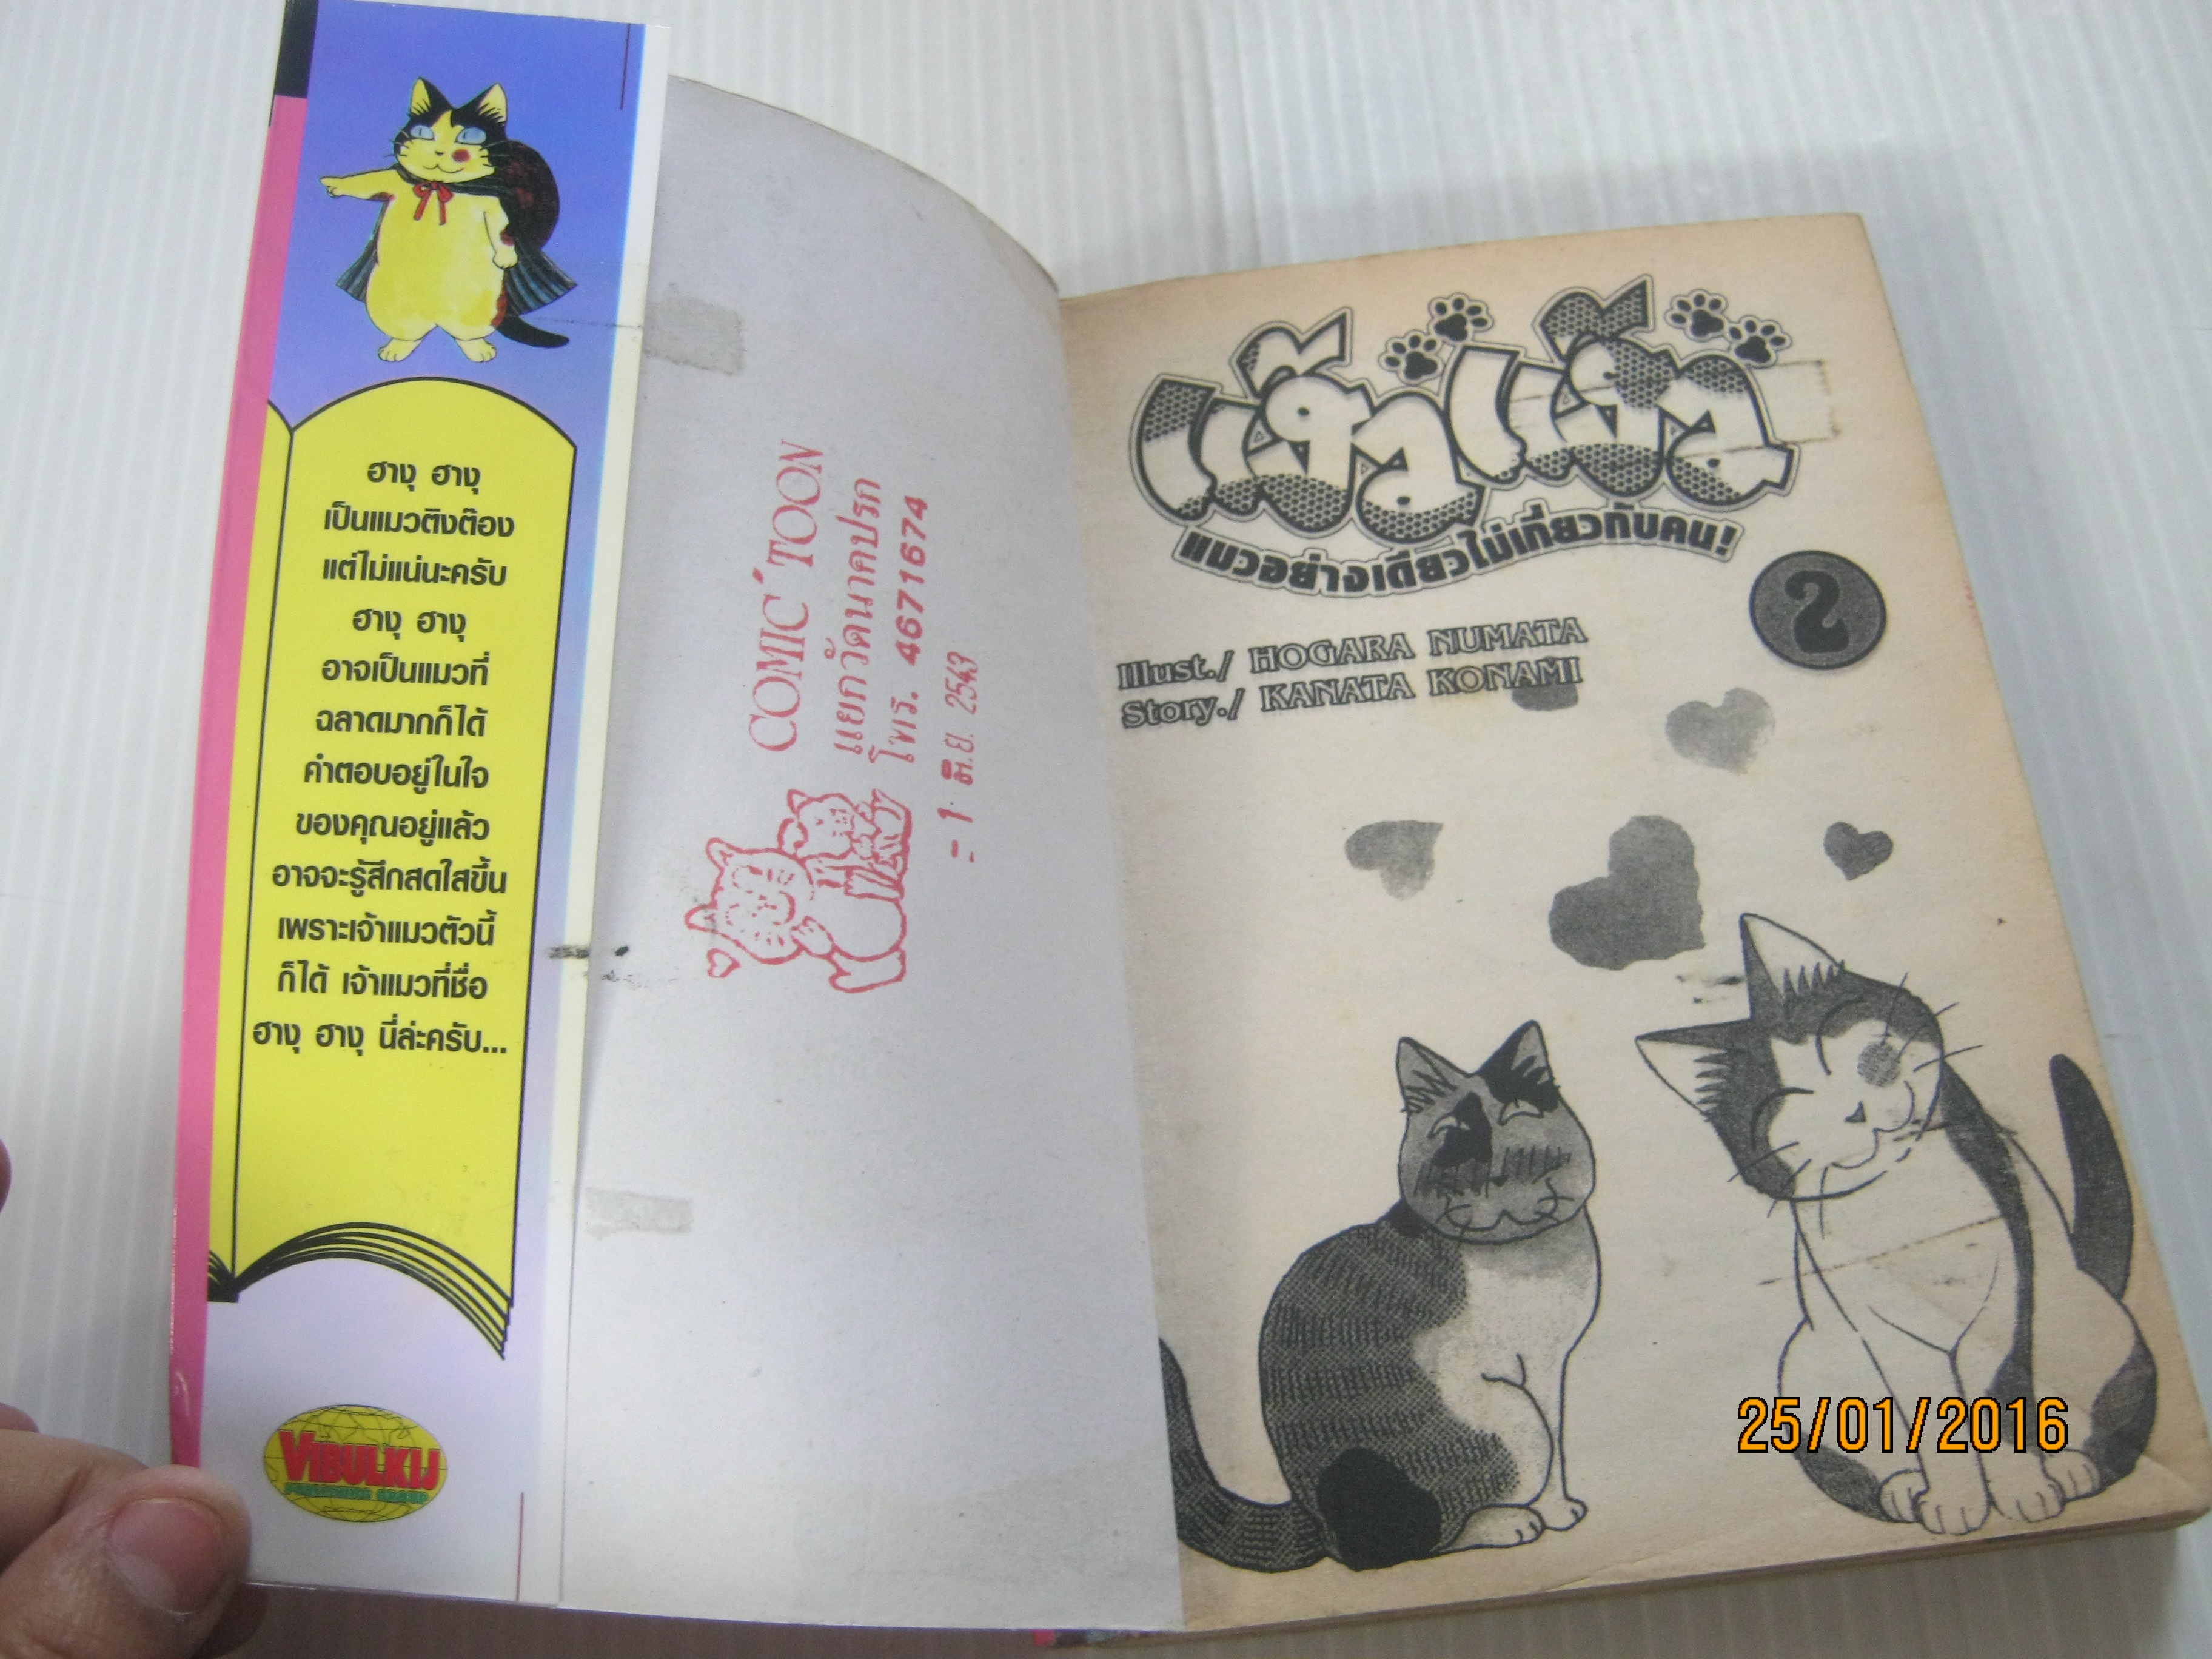 ฮางุ ฮางุ
เป็นแมวติงต๊อง
แต่ไม่แน่นะครับ
ฮางุ ฮางุ
อาจเป็นแมวที่
ฉลาดมากก็ได้
คำตอบอยู่ในใจ
ของคุณอยู่แล้ว
อาจจะรู้สึกสดใสขึ้น
เพราะเจ้าแมวตัวนี้
ก็ได้ เจ้าแมวที่ชื่อ
ฮางุ ฮางุ นี่ล่ะครับ...
VIBULKIJ
PUBLISHING GROUP
COMIC TOON
แยกวัดนาคปรก
โทร. 4671674
- 1 มิ.ย. 2543
แง้วแง้ว
แมวอย่างเดียวไม่เกี่ยวกับคน!
2
Illust./ HOGARA NUMATA
Story./ KANATA KONAMI
25/01/2016